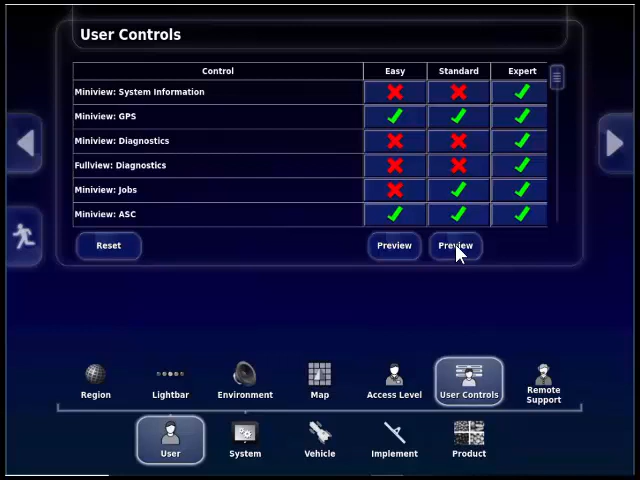 User Controls
Control Easy Standard Expert
Miniview: System Information
Miniview: GPS
Miniview: Diagnostics
Fullview: Diagnostics
Miniview: Jobs
Miniview: ASC
Reset Preview Preview
Region Lightbar Environment Map Access Level User Controls Remote Support
User System Vehicle Implement Product